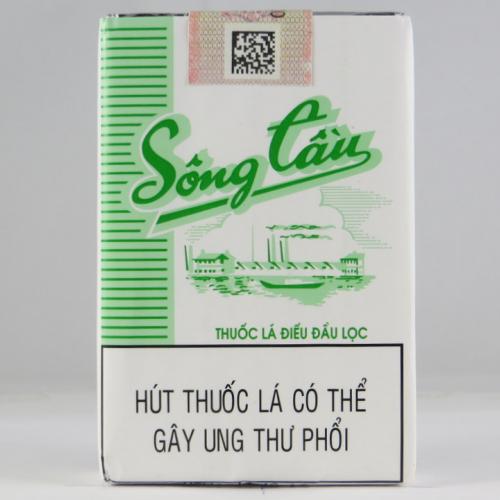 Sông Cầu
THUỐC LÁ ĐIẾU ĐẦU LỌC
HÚT THUỐC LÁ CÓ THỂ
GÂY UNG THƯ PHỔI